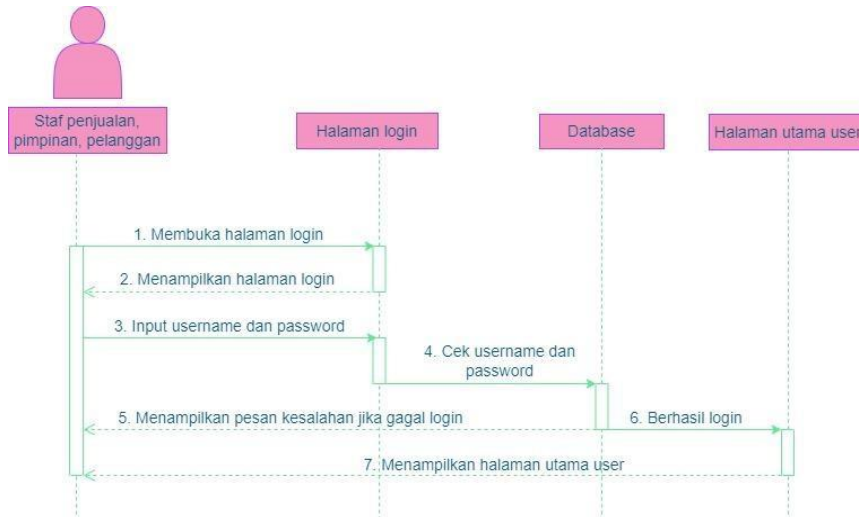 Staf penjualan,
pimpinan, pelanggan
Halaman login
Database
Halaman utama user
1. Membuka halaman login
2. Menampilkan halaman login
3. Input username dan password
4. Cek username dan
password
5. Menampilkan pesan kesalahan jika gagal login
6. Berhasil login
7. Menampilkan halaman utama user